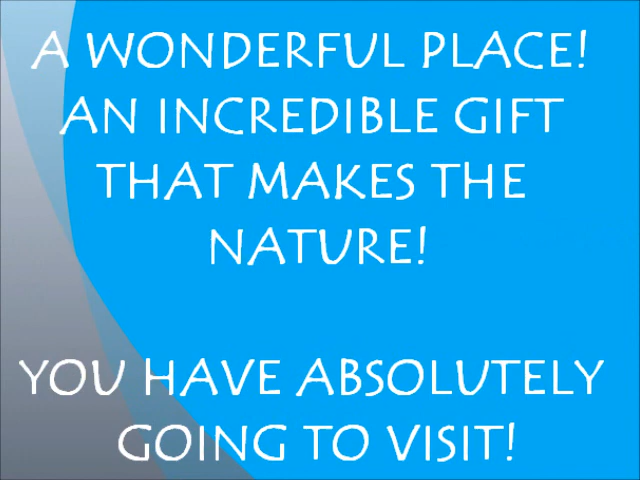 A WONDERFUL PLACE!
AN INCREDIBLE GIFT
THAT MAKES THE
NATURE!
YOU HAVE ABSOLUTELY
GOING TO VISIT!